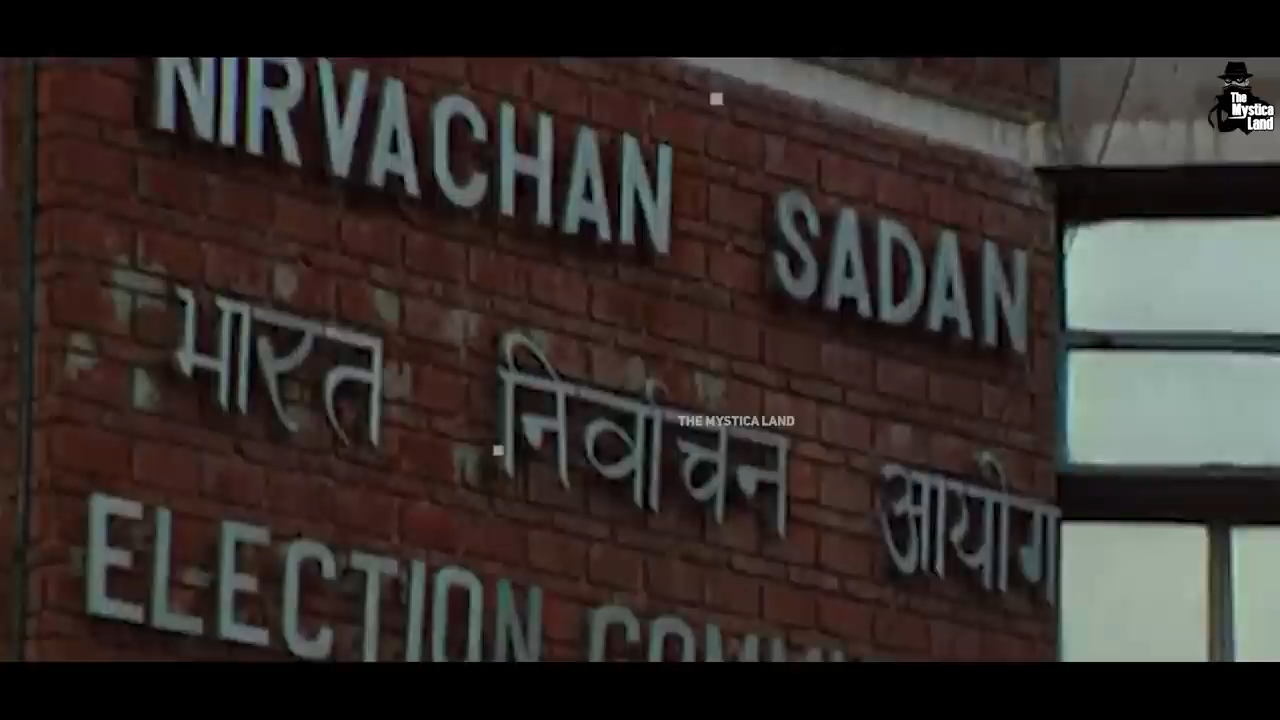 NIRVACHAN SADAN
भारत निर्वाचन आयोग
ELECTION
THE MYSTICA LAND
The
Mystica
Land